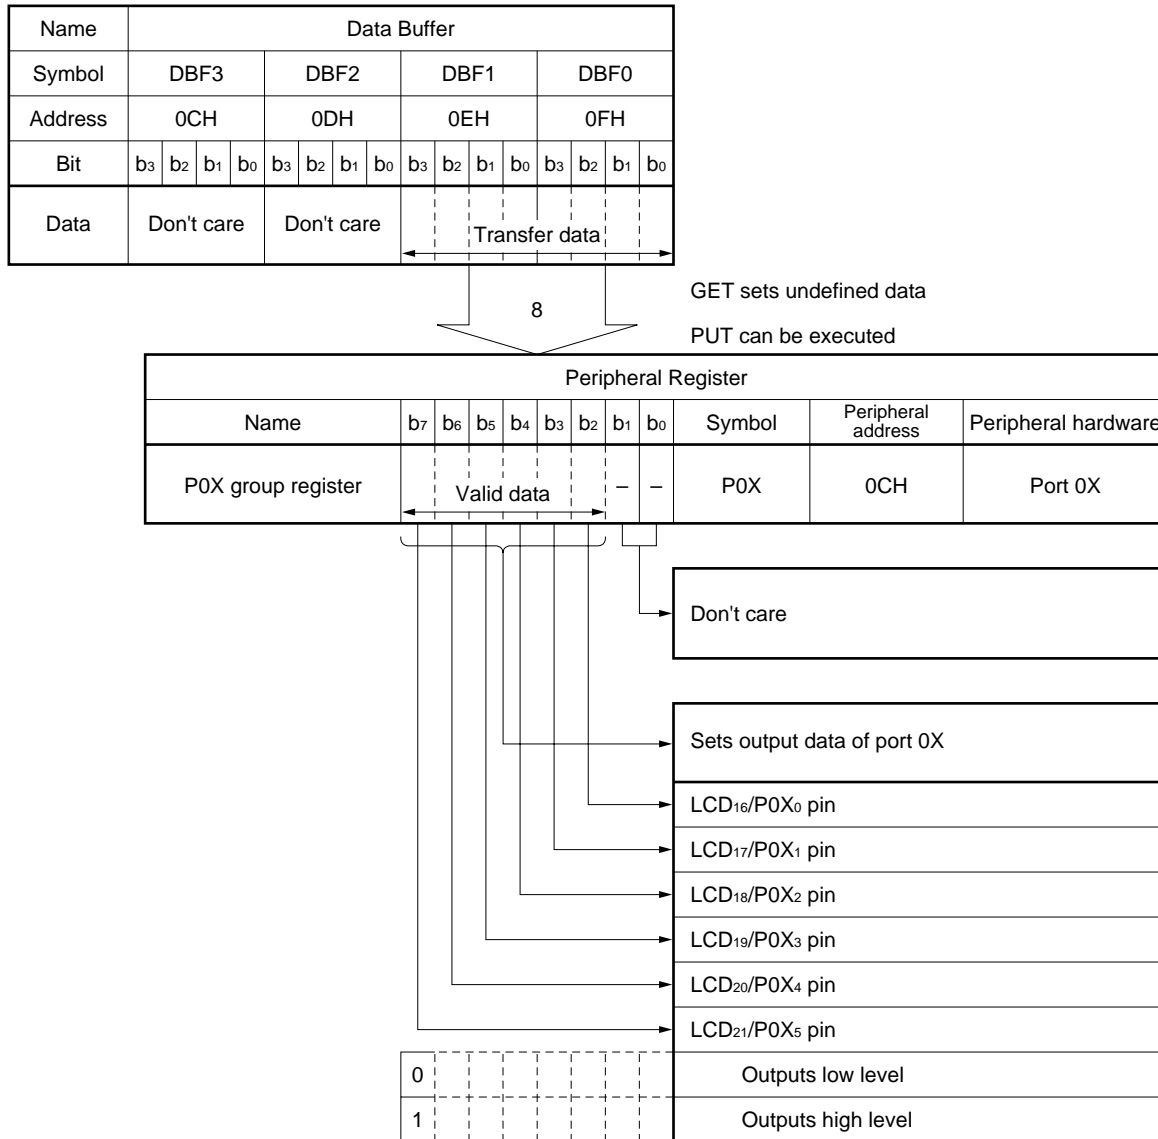 Name Data Buffer
Symbol DBF3 DBF2 DBF1 DBF0
Address 0CH 0DH 0EH 0FH
Bit b3 b2 b1 b0 b3 b2 b1 b0 b3 b2 b1 b0 b3 b2 b1 b0
Data Don't care Don't care Transfer data
8
GET sets undefined data
PUT can be executed
Peripheral Register
Name b7 b6 b5 b4 b3 b2 b1 b0 Symbol Peripheral address Peripheral hardware
P0X group register Valid data – – P0X 0CH Port 0X
Don't care
Sets output data of port 0X
LCD16/P0X0 pin
LCD17/P0X1 pin
LCD18/P0X2 pin
LCD19/P0X3 pin
LCD20/P0X4 pin
LCD21/P0X5 pin
0 Outputs low level
1 Outputs high level